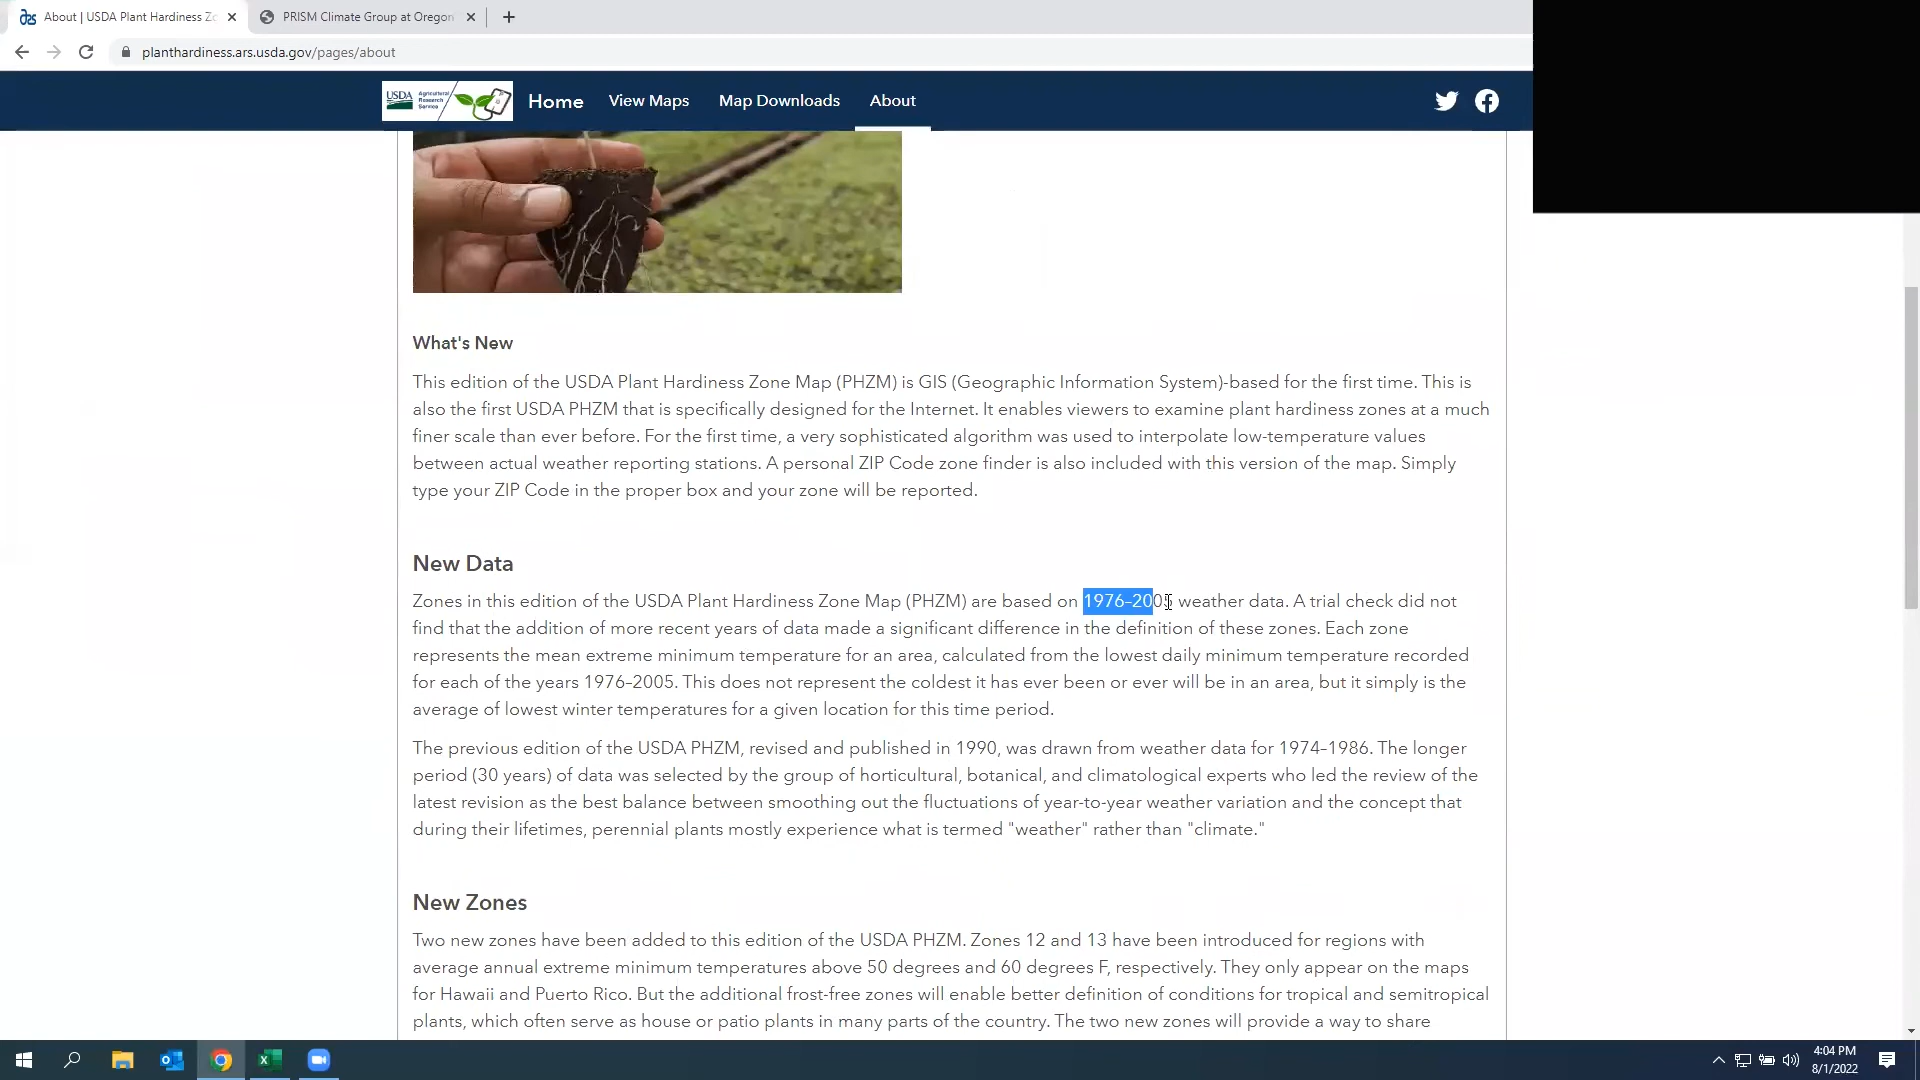 About | USDA Plant Hardiness Zo
PRISM Climate Group at Oregon
planthardiness.ars.usda.gov/pages/about
USDA
Agricultural
Research
Service
Home
View Maps
Map Downloads
About
What's New
This edition of the USDA Plant Hardiness Zone Map (PHZM) is GIS (Geographic Information System)-based for the first time. This is
also the first USDA PHZM that is specifically designed for the Internet. It enables viewers to examine plant hardiness zones at a much
finer scale than ever before. For the first time, a very sophisticated algorithm was used to interpolate low-temperature values
between actual weather reporting stations. A personal ZIP Code zone finder is also included with this version of the map. Simply
type your ZIP Code in the proper box and your zone will be reported.
New Data
Zones in this edition of the USDA Plant Hardiness Zone Map (PHZM) are based on 1976–2005 weather data. A trial check did not
find that the addition of more recent years of data made a significant difference in the definition of these zones. Each zone
represents the mean extreme minimum temperature for an area, calculated from the lowest daily minimum temperature recorded
for each of the years 1976–2005. This does not represent the coldest it has ever been or ever will be in an area, but it simply is the
average of lowest winter temperatures for a given location for this time period.
The previous edition of the USDA PHZM, revised and published in 1990, was drawn from weather data for 1974–1986. The longer
period (30 years) of data was selected by the group of horticultural, botanical, and climatological experts who led the review of the
latest revision as the best balance between smoothing out the fluctuations of year-to-year weather variation and the concept that
during their lifetimes, perennial plants mostly experience what is termed "weather" rather than "climate."
New Zones
Two new zones have been added to this edition of the USDA PHZM. Zones 12 and 13 have been introduced for regions with
average annual extreme minimum temperatures above 50 degrees and 60 degrees F, respectively. They only appear on the maps
for Hawaii and Puerto Rico. But the additional frost-free zones will enable better definition of conditions for tropical and semitropical
plants, which often serve as house or patio plants in many parts of the country. The two new zones will provide a way to share
4:04 PM
8/1/2022